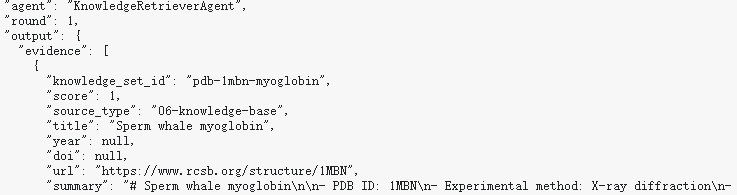 "agent": "KnowledgeRetrieverAgent",
"round": 1,
"output": {
"evidence": [
{
"knowledge_set_id": "pdb-1mbn-myoglobin",
"score": 1,
"source_type": "06-knowledge-base",
"title": "Sperm whale myoglobin",
"year": null,
"doi": null,
"url": "https://www.rcsb.org/structure/1MBN",
"summary": "# Sperm whale myoglobin\n\n- PDB ID: 1MBN\n- Experimental method: X-ray diffraction\n-